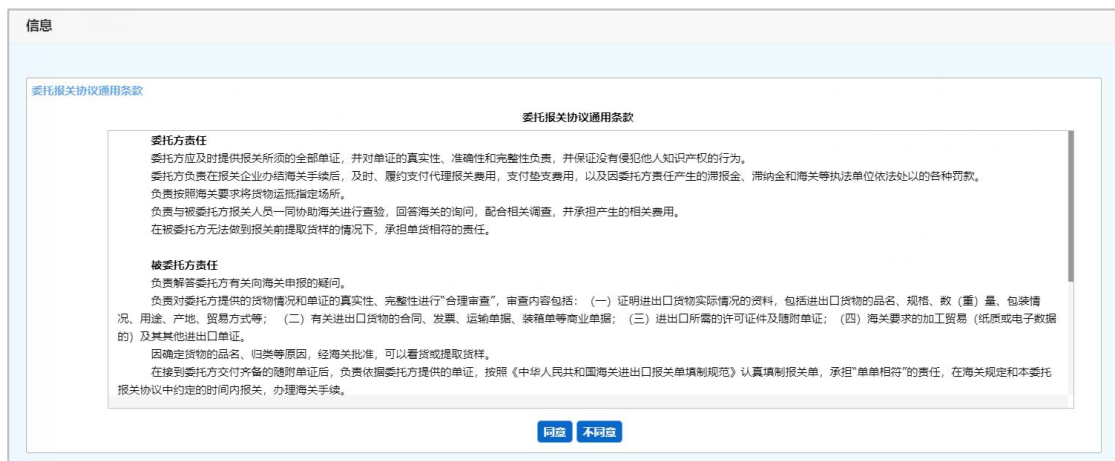 信息
委托报关协议通用条款
委托报关协议通用条款
委托方责任
委托方应及时提供报关所须的全部单证，并对单证的真实性、准确性和完整性负责，并保证没有侵犯他人知识产权的行为。
委托方负责在报关企业办结海关手续后，及时、履约支付代理报关费用，支付垫支费用，以及因委托方责任产生的滞报金、滞纳金和海关等执法单位依法处以的各种罚款。
负责按照海关要求将货物运抵指定场所。
负责与被委托方报关人员一同协助海关进行查验，回答海关的询问，配合相关调查，并承担产生的相关费用。
在被委托方无法做到报关前提取货样的情况下，承担单货相符的责任。
被委托方责任
负责解答委托方有关向海关申报的疑问。
负责对委托方提供的货物情况和单证的真实性、完整性进行"合理审查"，审查内容包括：（一）证明进出口货物实际情况的资料，包括进出口货物的品名、规格、数（重）量、包装情
况、用途、产地、贸易方式等；（二）有关进出口货物的合同、发票、运输单据、装箱单等商业单据；（三）进出口所需的许可证件及随附单证；（四）海关要求的加工贸易（纸质或电子数据
的）及其其他进出口单证。
因确定货物的品名、归类等原因，经海关批准，可以看货或提取货样。
在接到委托方交付齐备的随附单证后，负责依据委托方提供的单证，按照《中华人民共和国海关进出口报关单填制规范》认真填制报关单，承担"单单相符"的责任，在海关规定和本委托
报关协议中约定的时间内报关，办理海关手续。
同意 不同意